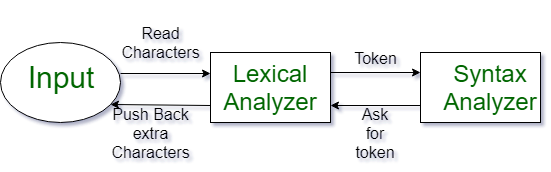 Read
Characters
Input
Push Back
extra
Characters
Lexical
Analyzer
Token
Ask
for
token
Syntax
Analyzer